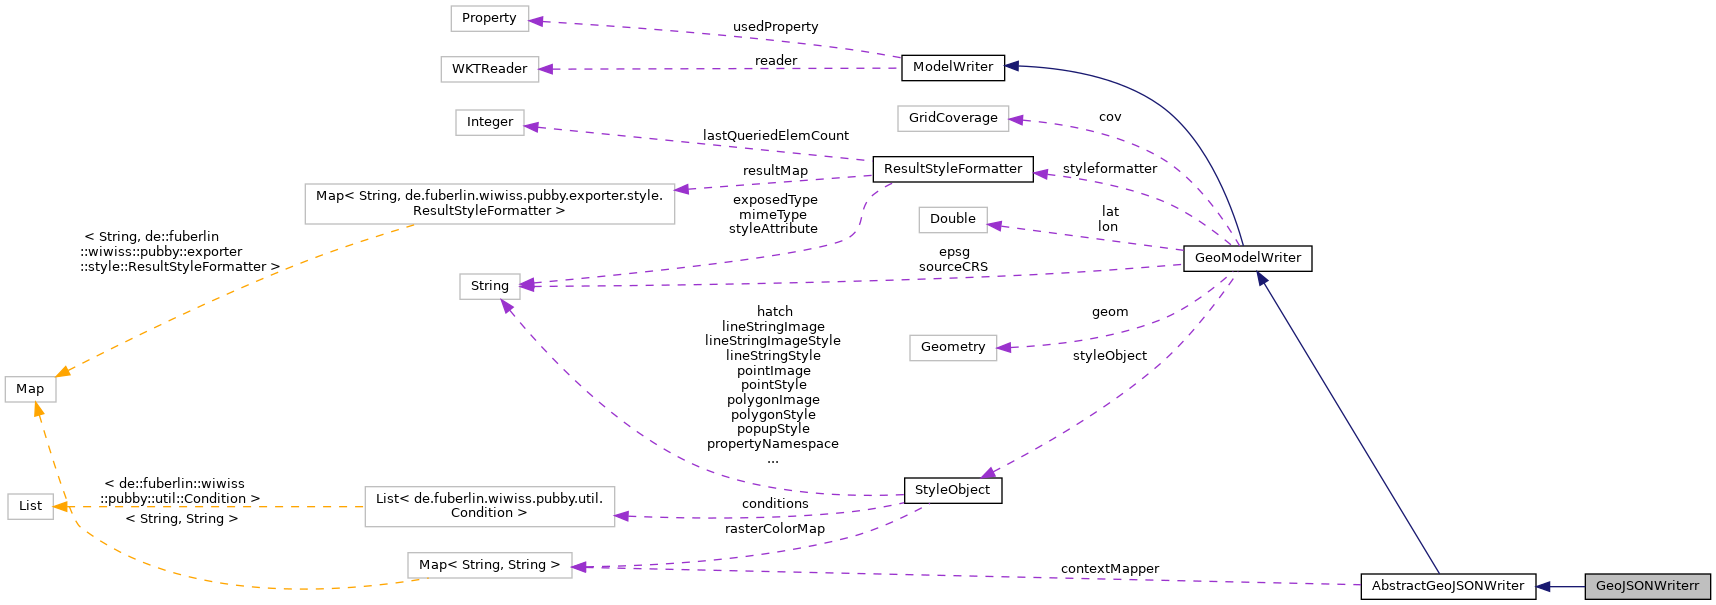 Property
usedProperty
WKTReader
reader
ModelWriter
Integer
lastQueriedElemCount
GridCoverage
cov
ResultStyleFormatter
styleformatter
resultMap
Map< String, de.fuberlin.wiwiss.pubby.exporter.style.
ResultStyleFormatter >
exposedType
mimeType
styleAttribute
Double
lat
lon
< String, de::fuberlin
::wiwiss::pubby::exporter
::style::ResultStyleFormatter >
epsg
sourceCRS
GeoModelWriter
String
hatch
lineStringImage
lineStringImageStyle
lineStringStyle
pointImage
pointStyle
polygonImage
polygonStyle
popupStyle
propertyNamespace
...
geom
Geometry
styleObject
Map
< de::fuberlin::wiwiss
::pubby::util::Condition >
List
List< de.fuberlin.wiwiss.pubby.util.
Condition >
conditions
StyleObject
< String, String >
rasterColorMap
Map< String, String >
contextMapper
AbstractGeoJSONWriter
GeoJSONWriterr